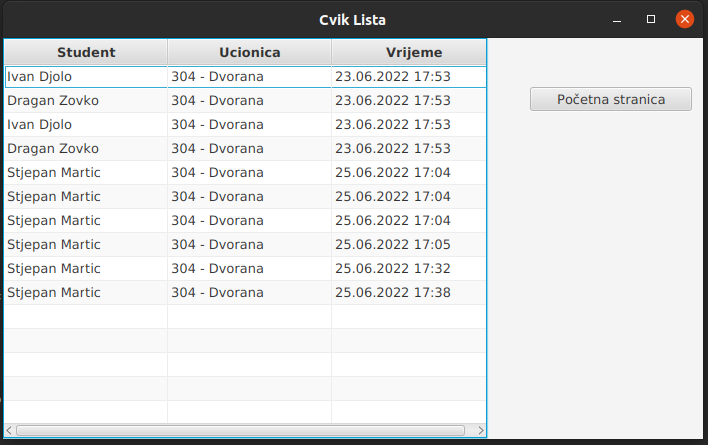 Cvik Lista
Student Ucionica Vrijeme
Ivan Djolo 304 - Dvorana 23.06.2022 17:53
Dragan Zovko 304 - Dvorana 23.06.2022 17:53
Ivan Djolo 304 - Dvorana 23.06.2022 17:53
Dragan Zovko 304 - Dvorana 23.06.2022 17:53
Stjepan Martic 304 - Dvorana 25.06.2022 17:04
Stjepan Martic 304 - Dvorana 25.06.2022 17:04
Stjepan Martic 304 - Dvorana 25.06.2022 17:04
Stjepan Martic 304 - Dvorana 25.06.2022 17:05
Stjepan Martic 304 - Dvorana 25.06.2022 17:32
Stjepan Martic 304 - Dvorana 25.06.2022 17:38
Početna stranica